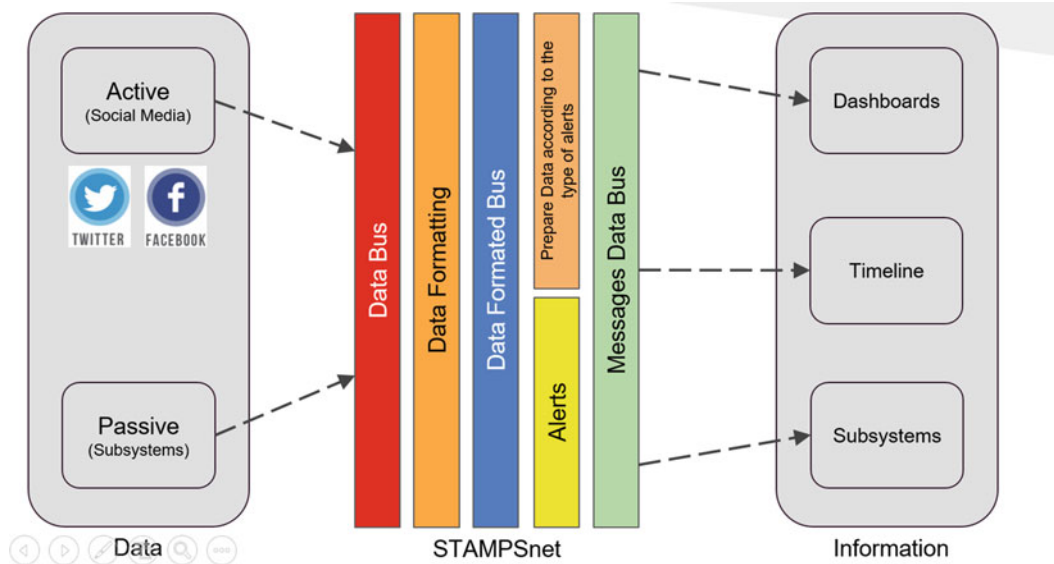 Active
(Social Media)
TWITTER
FACEBOOK
Passive
(Subsystems)
Data
Data Bus
Data Formatting
Data Formated Bus
Prepare Data according to the
type of alerts
Alerts
Messages Data Bus
STAMPSnet
Dashboards
Timeline
Subsystems
Information